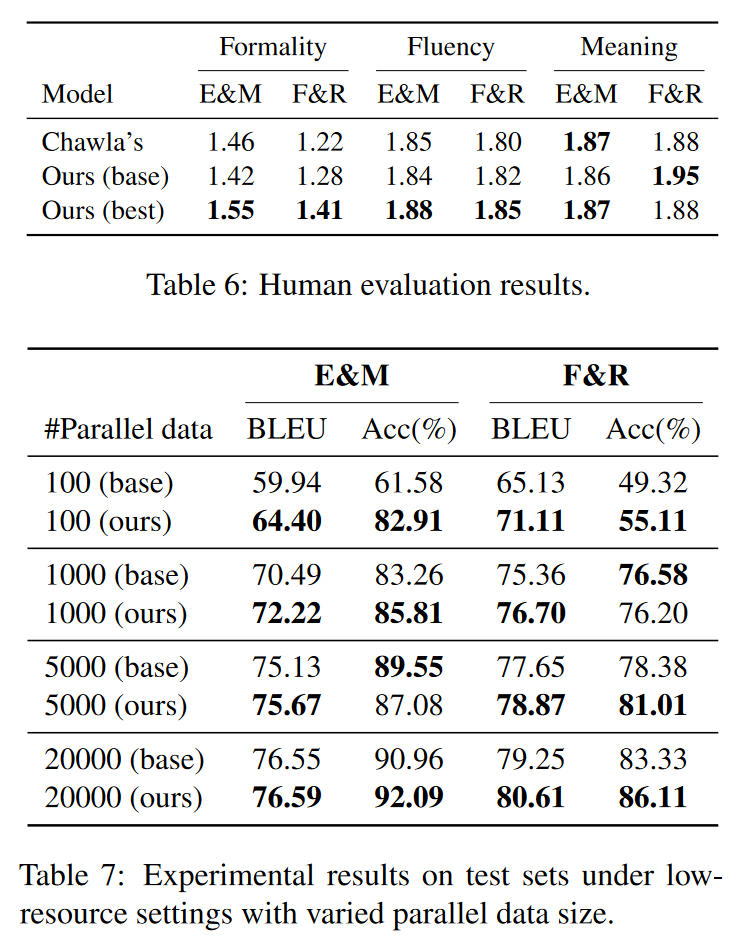 Formality Fluency Meaning
Model E&M F&R E&M F&R E&M F&R
Chawla's 1.46 1.22 1.85 1.80 1.87 1.88
Ours (base) 1.42 1.28 1.84 1.82 1.86 1.95
Ours (best) 1.55 1.41 1.88 1.85 1.87 1.88
Table 6: Human evaluation results.
E&M F&R
#Parallel data BLEU Acc(%) BLEU Acc(%)
100 (base) 59.94 61.58 65.13 49.32
100 (ours) 64.40 82.91 71.11 55.11
1000 (base) 70.49 83.26 75.36 76.58
1000 (ours) 72.22 85.81 76.70 76.20
5000 (base) 75.13 89.55 77.65 78.38
5000 (ours) 75.67 87.08 78.87 81.01
20000 (base) 76.55 90.96 79.25 83.33
20000 (ours) 76.59 92.09 80.61 86.11
Table 7: Experimental results on test sets under low-
resource settings with varied parallel data size.